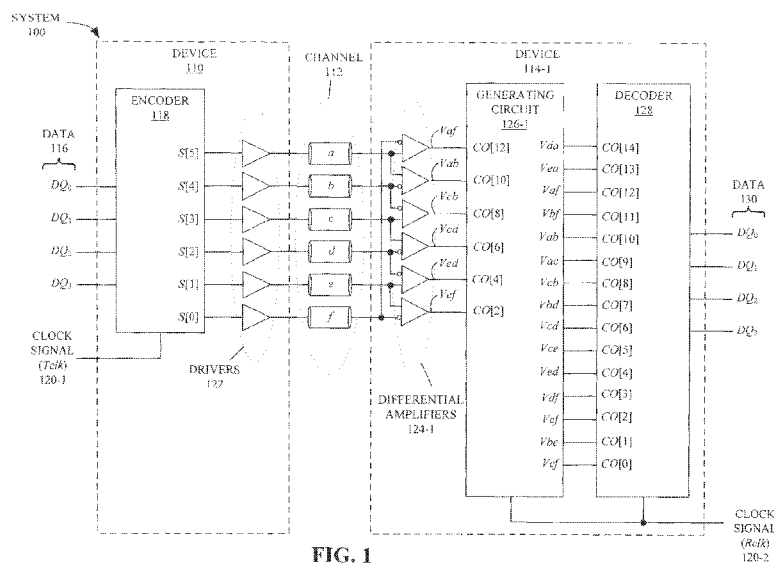 SYSTEM
100
DEVICE
110
CHANNEL
112
DEVICE
114-1
ENCODER
118
GENERATING
CIRCUIT
126-1
DECODER
128
DATA
116
DQ0
DQ1
DQ2
DQ3
S[5]
S[4]
S[3]
S[2]
S[1]
S[0]
a
b
c
d
e
f
Vaf
Vab
Vcb
Vcd
Ved
Vef
CO[12]
CO[10]
CO[8]
CO[6]
CO[4]
CO[2]
Vda
Vea
Vaf
Vbf
Vab
Vac
Vcb
Vbd
Vcd
Vce
Ved
Vdf
Vef
Vbe
Vcf
CO[14]
CO[13]
CO[12]
CO[11]
CO[10]
CO[9]
CO[8]
CO[7]
CO[6]
CO[5]
CO[4]
CO[3]
CO[2]
CO[1]
CO[0]
DATA
130
DQ0
DQ1
DQ2
DQ3
CLOCK
SIGNAL
(Tclk)
120-1
DRIVERS
122
DIFFERENTIAL
AMPLIFIERS
124-1
CLOCK
SIGNAL
(Rclk)
120-2
FIG. 1